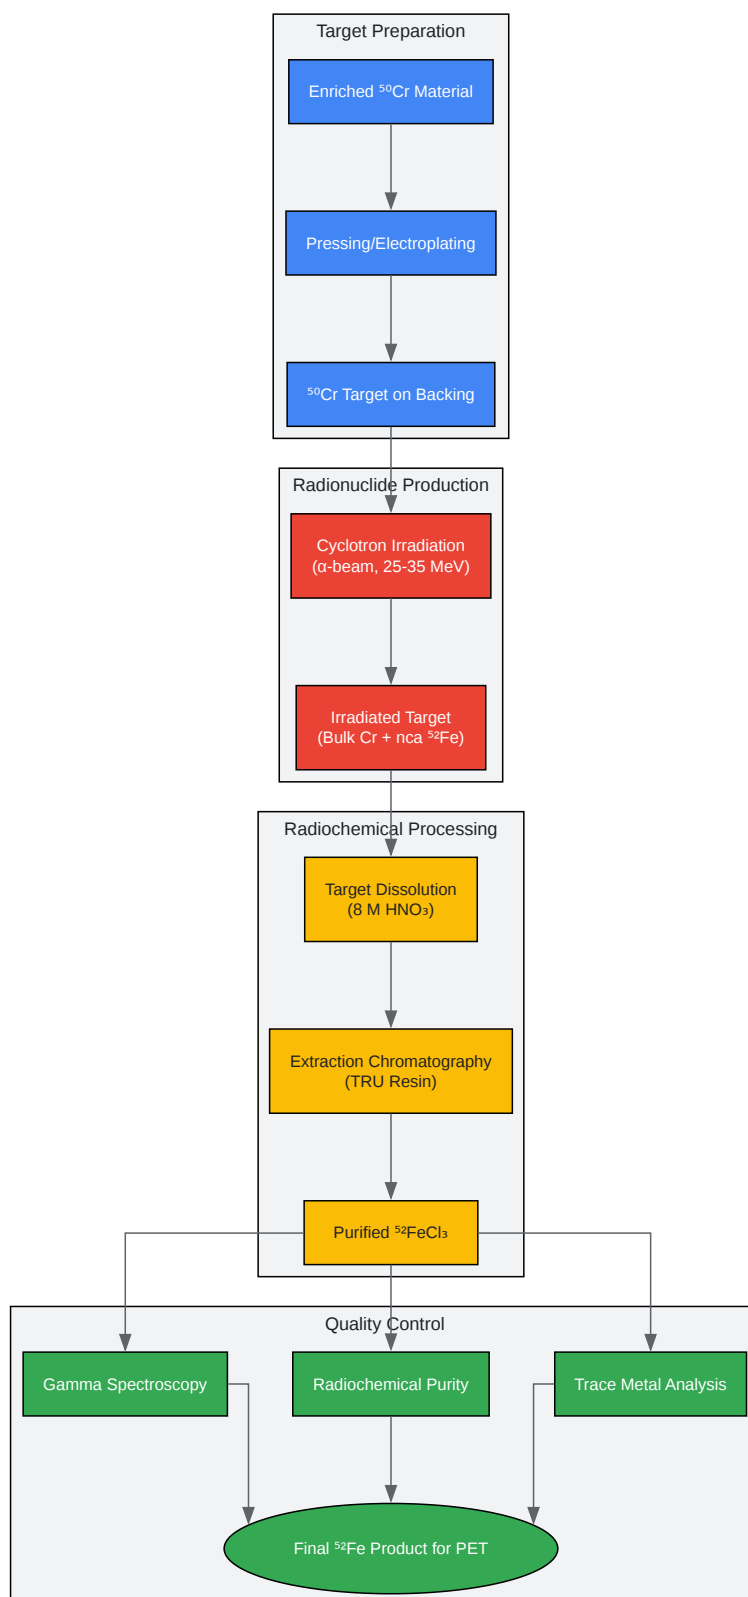 Target Preparation
Enriched ⁵⁰Cr Material
Pressing/Electroplating
⁵⁰Cr Target on Backing
Radionuclide Production
Cyclotron Irradiation
(α-beam, 25-35 MeV)
Irradiated Target
(Bulk Cr + nca ⁵²Fe)
Radiochemical Processing
Target Dissolution
(8 M HNO₃)
Extraction Chromatography
(TRU Resin)
Purified ⁵²FeCl₃
Quality Control
Gamma Spectroscopy
Radiochemical Purity
Trace Metal Analysis
Final ⁵²Fe Product for PET